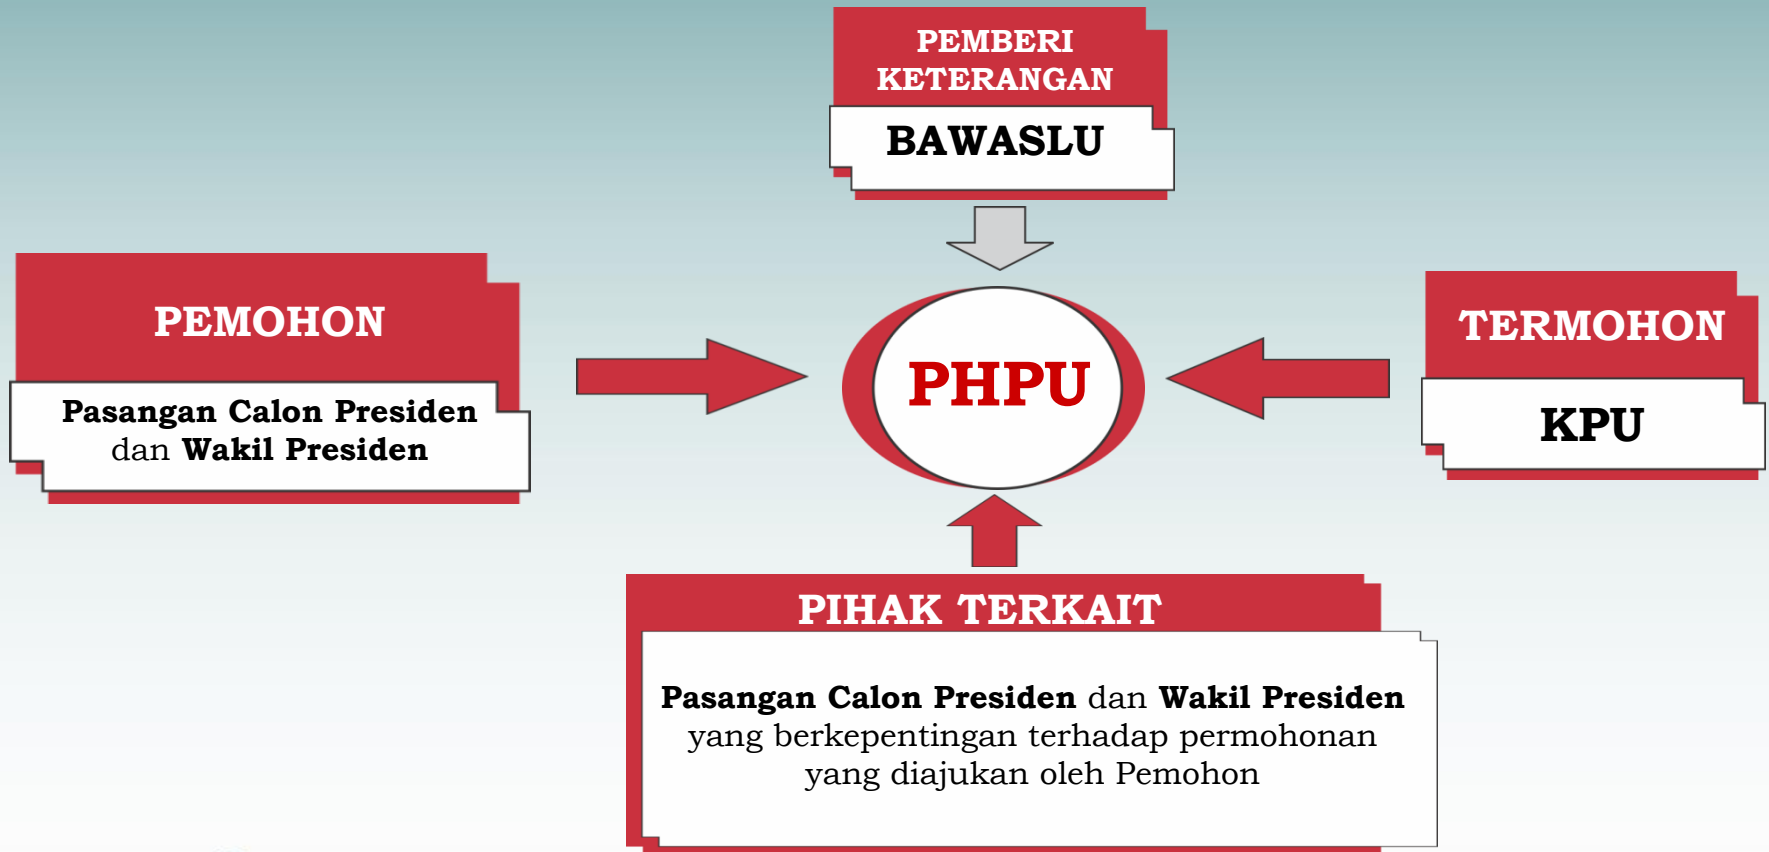 PEMBERI
KETERANGAN
BAWASLU
PEMOHON
Pasangan Calon Presiden
dan Wakil Presiden
PHPU
TERMOHON
KPU
PIHAK TERKAIT
Pasangan Calon Presiden dan Wakil Presiden
yang berkepentingan terhadap permohonan
yang diajukan oleh Pemohon